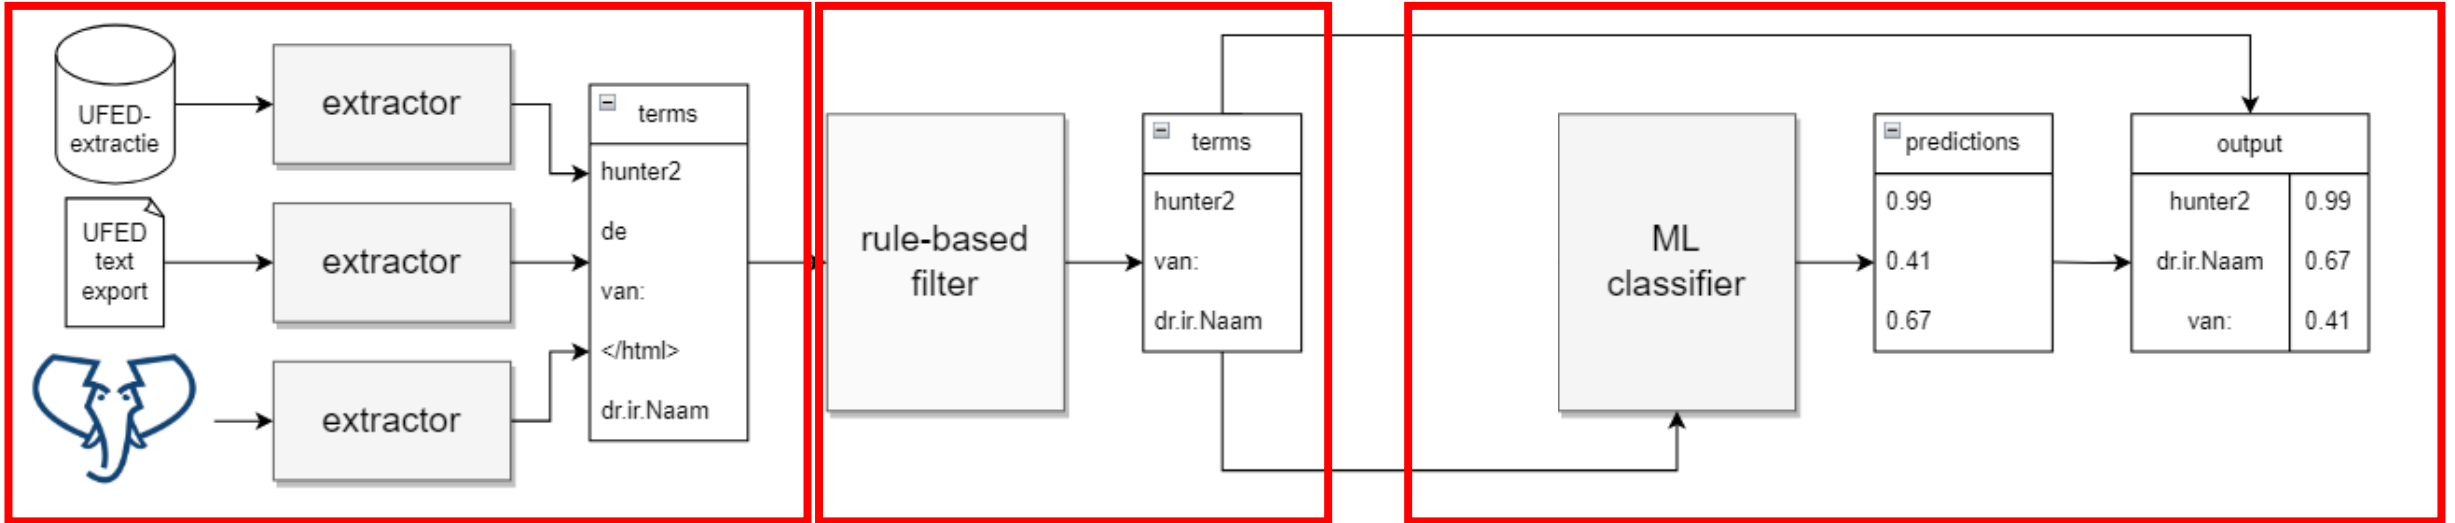 UFED-
extractie
extractor
UFED
text
export
extractor
extractor
terms
hunter2
de
van:
</html>
dr.ir.Naam
rule-based
filter
terms
hunter2
van:
dr.ir.Naam
ML
classifier
predictions
0.99
0.41
0.67
output
hunter2 0.99
dr.ir.Naam 0.67
van: 0.41